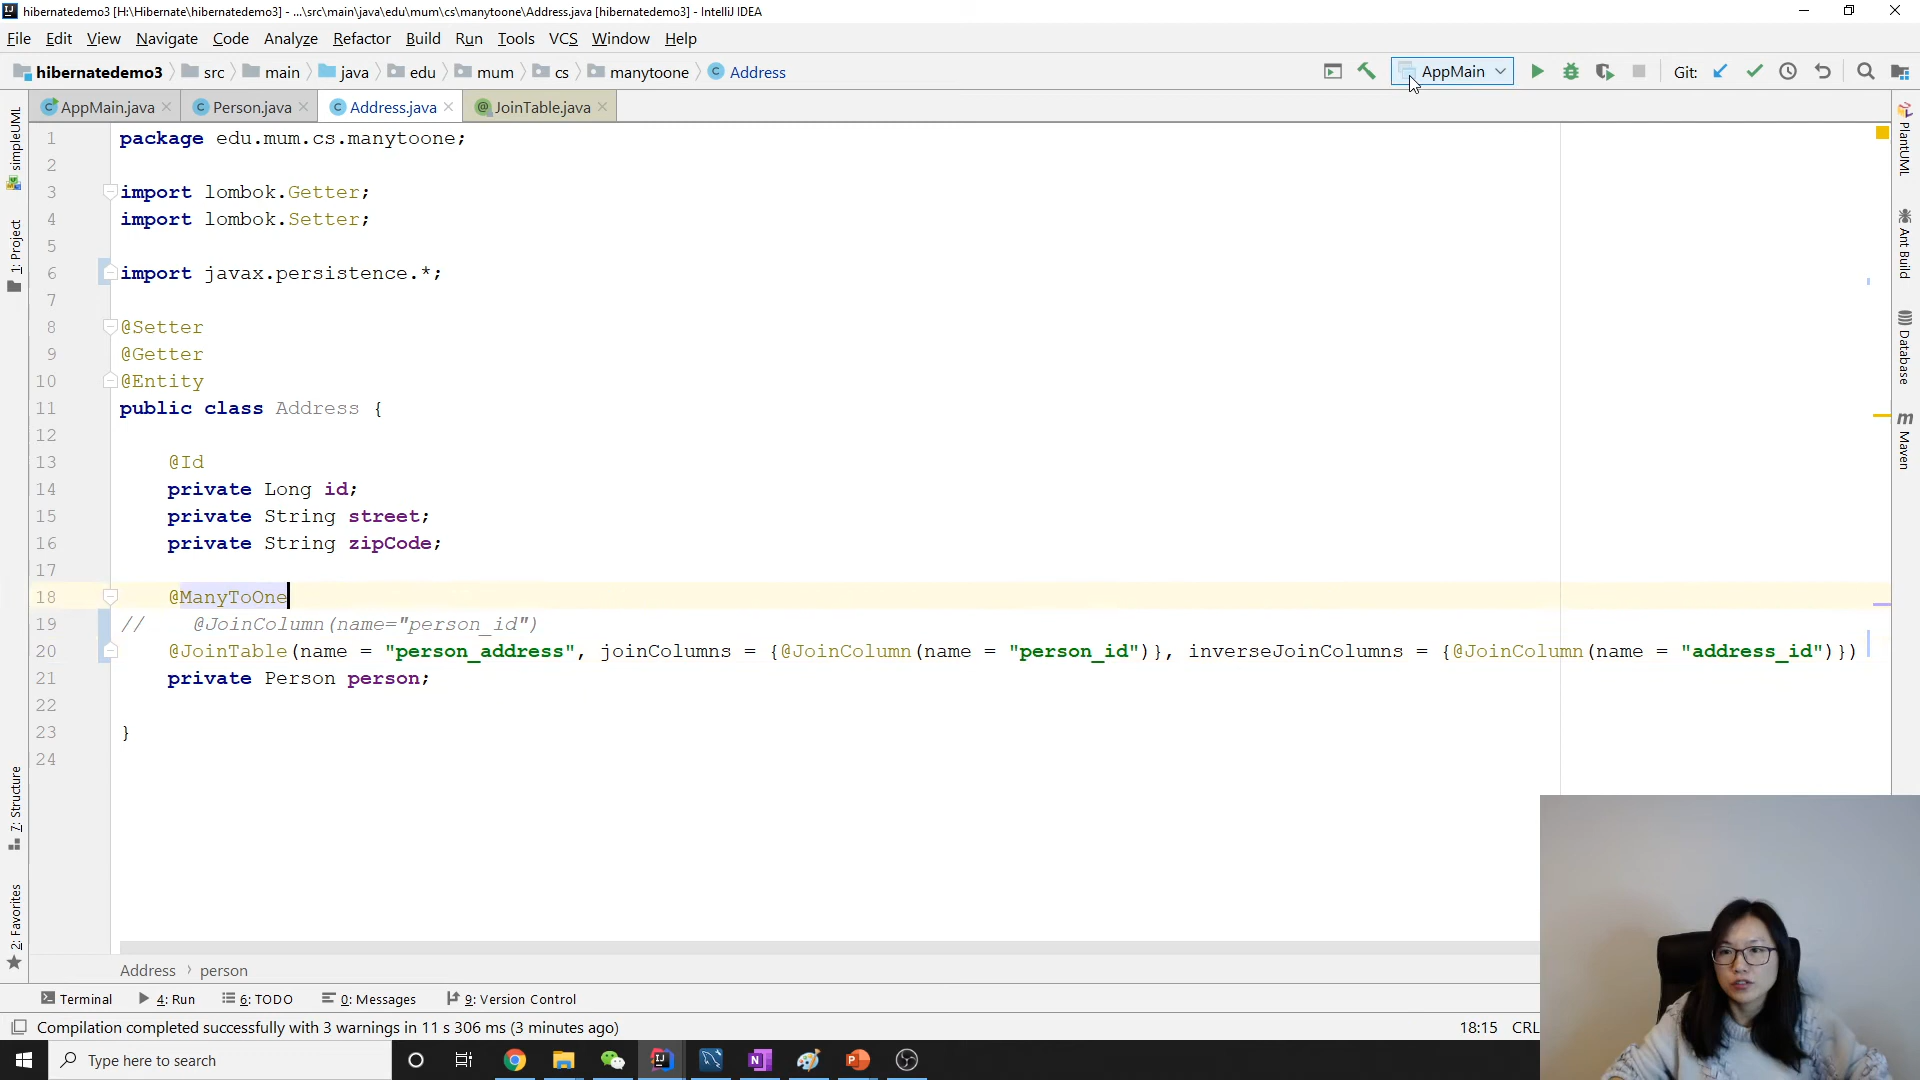 hibernatedemo3 [H:\Hibernate\hibernatedemo3] - ...\src\main\java\edu\mum\cs\manytoone\Address.java [hibernatedemo3] - IntelliJ IDEA
File Edit View Navigate Code Analyze Refactor Build Run Tools VCS Window Help
hibernatedemo3 src main java edu mum cs manytoone Address AppMain Git:
AppMain.java Person.java Address.java JoinTable.java
simpleUML
1: Project
7: Structure
2: Favorites
1 package edu.mum.cs.manytoone;
2
3 import lombok.Getter;
4 import lombok.Setter;
5
6 import javax.persistence.*;
7
8 @Setter
9 @Getter
10 @Entity
11 public class Address {
12
13 @Id
14 private Long id;
15 private String street;
16 private String zipCode;
17
18 @ManyToOne
19 // @JoinColumn(name="person_id")
20 @JoinTable(name = "person_address", joinColumns = {@JoinColumn(name = "person_id")}, inverseJoinColumns = {@JoinColumn(name = "address_id")})
21 private Person person;
22
23 }
24
PlantUML
Ant Build
Database
Maven
Address › person
Terminal 4: Run 6: TODO 0: Messages 9: Version Control
Compilation completed successfully with 3 warnings in 11 s 306 ms (3 minutes ago) 18:15 CRL
Type here to search